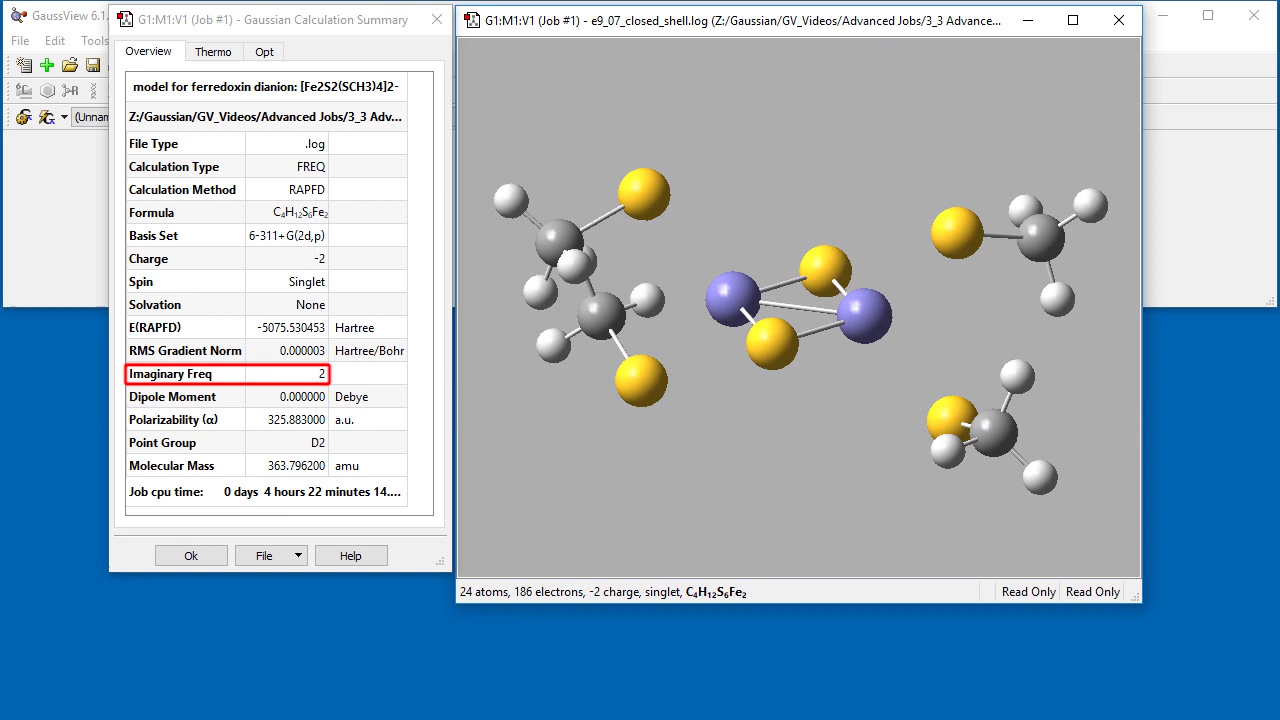 GaussView 6.1.
File Edit Tools
(Unnan
G1:M1:V1 (Job #1) - Gaussian Calculation Summary
Overview Thermo Opt
model for ferredoxin dianion: [Fe2S2(SCH3)4]2-
Z:/Gaussian/GV_Videos/Advanced Jobs/3_3 Adv...
File Type .log
Calculation Type FREQ
Calculation Method RAPFD
Formula C₄H₁₂S₆Fe₂
Basis Set 6-311+G(2d,p)
Charge -2
Spin Singlet
Solvation None
E(RAPFD) -5075.530453 Hartree
RMS Gradient Norm 0.000003 Hartree/Bohr
Imaginary Freq 2
Dipole Moment 0.000000 Debye
Polarizability (α) 325.883000 a.u.
Point Group D2
Molecular Mass 363.796200 amu
Job cpu time: 0 days 4 hours 22 minutes 14....
Ok File Help
G1:M1:V1 (Job #1) - e9_07_closed_shell.log (Z:/Gaussian/GV_Videos/Advanced Jobs/3_3 Advance...
24 atoms, 186 electrons, -2 charge, singlet, C₄H₁₂S₆Fe₂
Read Only Read Only